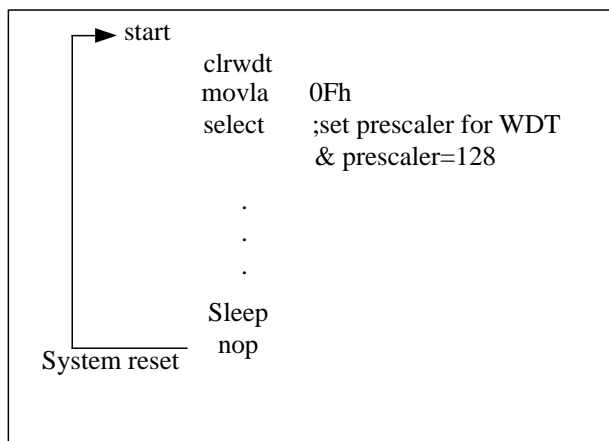 start
clrwdt
movla 0Fh
select ;set prescaler for WDT
& prescaler=128
.
.
.
Sleep
nop
System reset